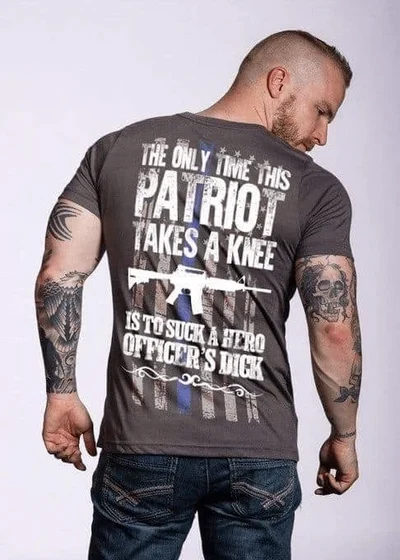 THE ONLY TIME THIS
PATRIOT
TAKES A KNEE
IS TO SUCK A HERO
OFFICER'S DICK